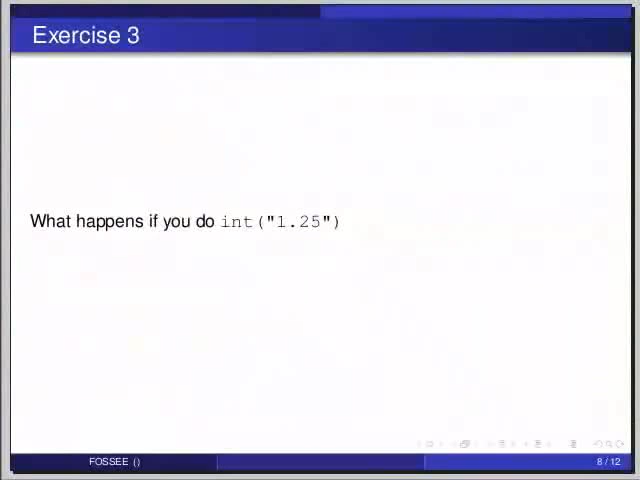 Exercise 3
What happens if you do int("1.25")
FOSSEE ()
8 / 12